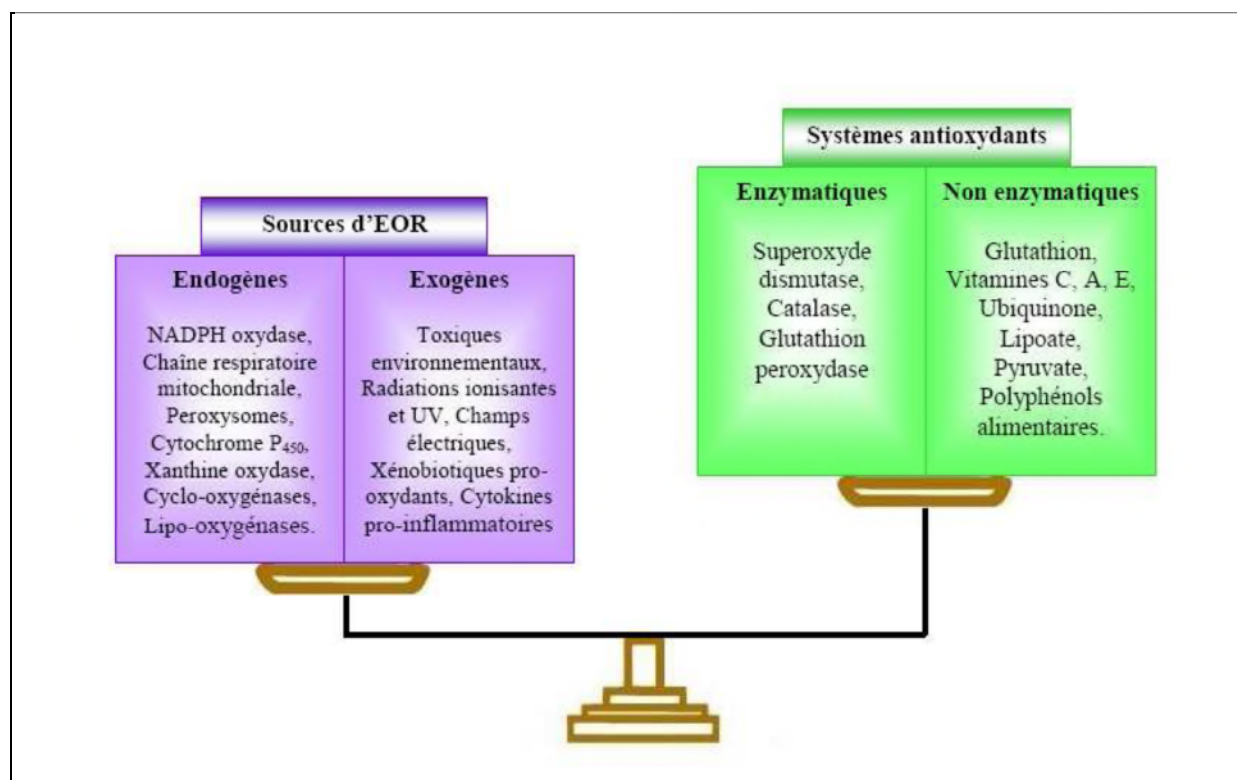 Sources d’EOR
Endogènes
NADPH oxydase,
Chaîne respiratoire
mitochondriale,
Peroxysomes,
Cytochrome P₄₅₀,
Xanthine oxydase,
Cyclo-oxygénases,
Lipo-oxygénases.
Exogènes
Toxiques
environnementaux,
Radiations ionisantes
et UV, Champs
électriques,
Xénobiotiques pro-
oxydants, Cytokines
pro-inflammatoires
Systèmes antioxydants
Enzymatiques
Superoxyde
dismutase,
Catalase,
Glutathion
peroxydase
Non enzymatiques
Glutathion,
Vitamines C, A, E,
Ubiquinone,
Lipoate,
Pyruvate,
Polyphénols
alimentaires.